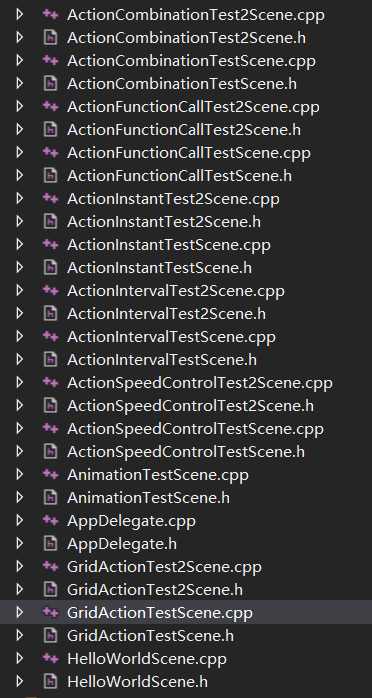 ActionCombinationTest2Scene.cpp
ActionCombinationTest2Scene.h
ActionCombinationTestScene.cpp
ActionCombinationTestScene.h
ActionFunctionCallTest2Scene.cpp
ActionFunctionCallTest2Scene.h
ActionFunctionCallTestScene.cpp
ActionFunctionCallTestScene.h
ActionInstantTest2Scene.cpp
ActionInstantTest2Scene.h
ActionInstantTestScene.cpp
ActionInstantTestScene.h
ActionIntervalTest2Scene.cpp
ActionIntervalTest2Scene.h
ActionIntervalTestScene.cpp
ActionIntervalTestScene.h
ActionSpeedControlTest2Scene.cpp
ActionSpeedControlTest2Scene.h
ActionSpeedControlTestScene.cpp
ActionSpeedControlTestScene.h
AnimationTestScene.cpp
AnimationTestScene.h
AppDelegate.cpp
AppDelegate.h
GridActionTest2Scene.cpp
GridActionTest2Scene.h
GridActionTestScene.cpp
GridActionTestScene.h
HelloWorldScene.cpp
HelloWorldScene.h